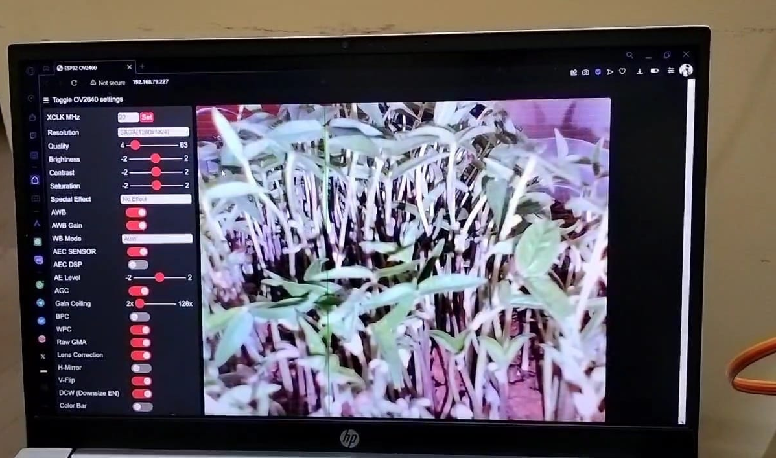 ESP32 OV2460
Not secure 192.168.73.227
Toggle OV2640 settings
XCLK MHz
Set
Resolution
Quality 4 63
Brightness -2 2
Contrast -2 2
Saturation -2 2
Special Effect No Effect
AWB
AWB Gain
WB Mode Auto
AEC SENSOR
AEC DSP
AE Level -2 2
AGC
Gain Ceiling 2x 128x
BPC
WPC
Raw GMA
Lens Correction
H-Mirror
V-Flip
DCW (Downsize EN)
Color Bar
hp